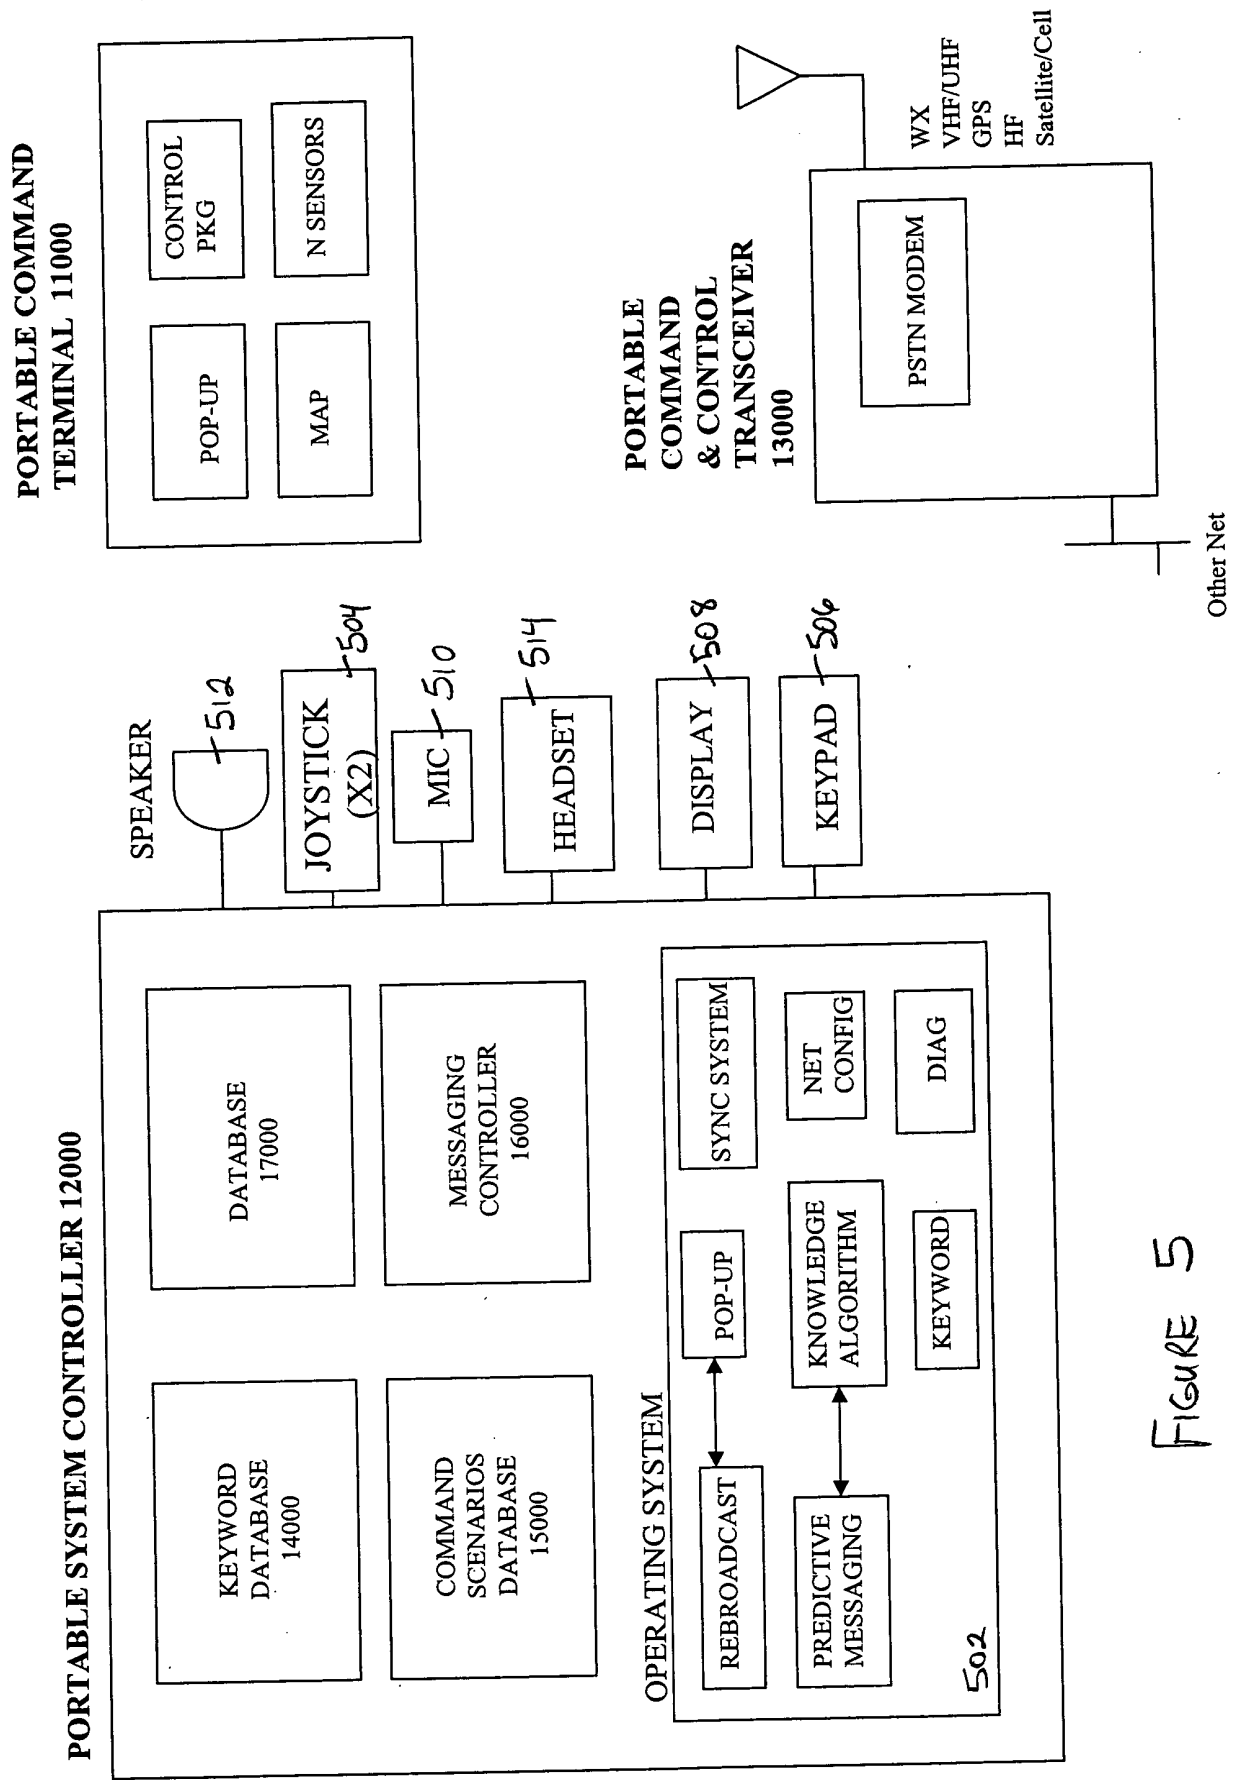 PORTABLE SYSTEM CONTROLLER 12000
KEYWORD
DATABASE
14000
DATABASE
17000
COMMAND
SCENARIOS
DATABASE
15000
MESSAGING
CONTROLLER
16000
OPERATING SYSTEM
REBROADCAST
POP-UP
SYNC SYSTEM
PREDICTIVE
MESSAGING
KNOWLEDGE
ALGORITHM
NET
CONFIG
KEYWORD
DIAG
502
SPEAKER
512
JOYSTICK
(X2)
504
MIC
510
HEADSET
514
DISPLAY
508
KEYPAD
506
PORTABLE COMMAND
TERMINAL 11000
POP-UP
CONTROL
PKG
MAP
N SENSORS
PORTABLE
COMMAND
& CONTROL
TRANSCEIVER
13000
PSTN MODEM
WX
VHF/UHF
GPS
HF
Satellite/Cell
Other Net
FIGURE 5